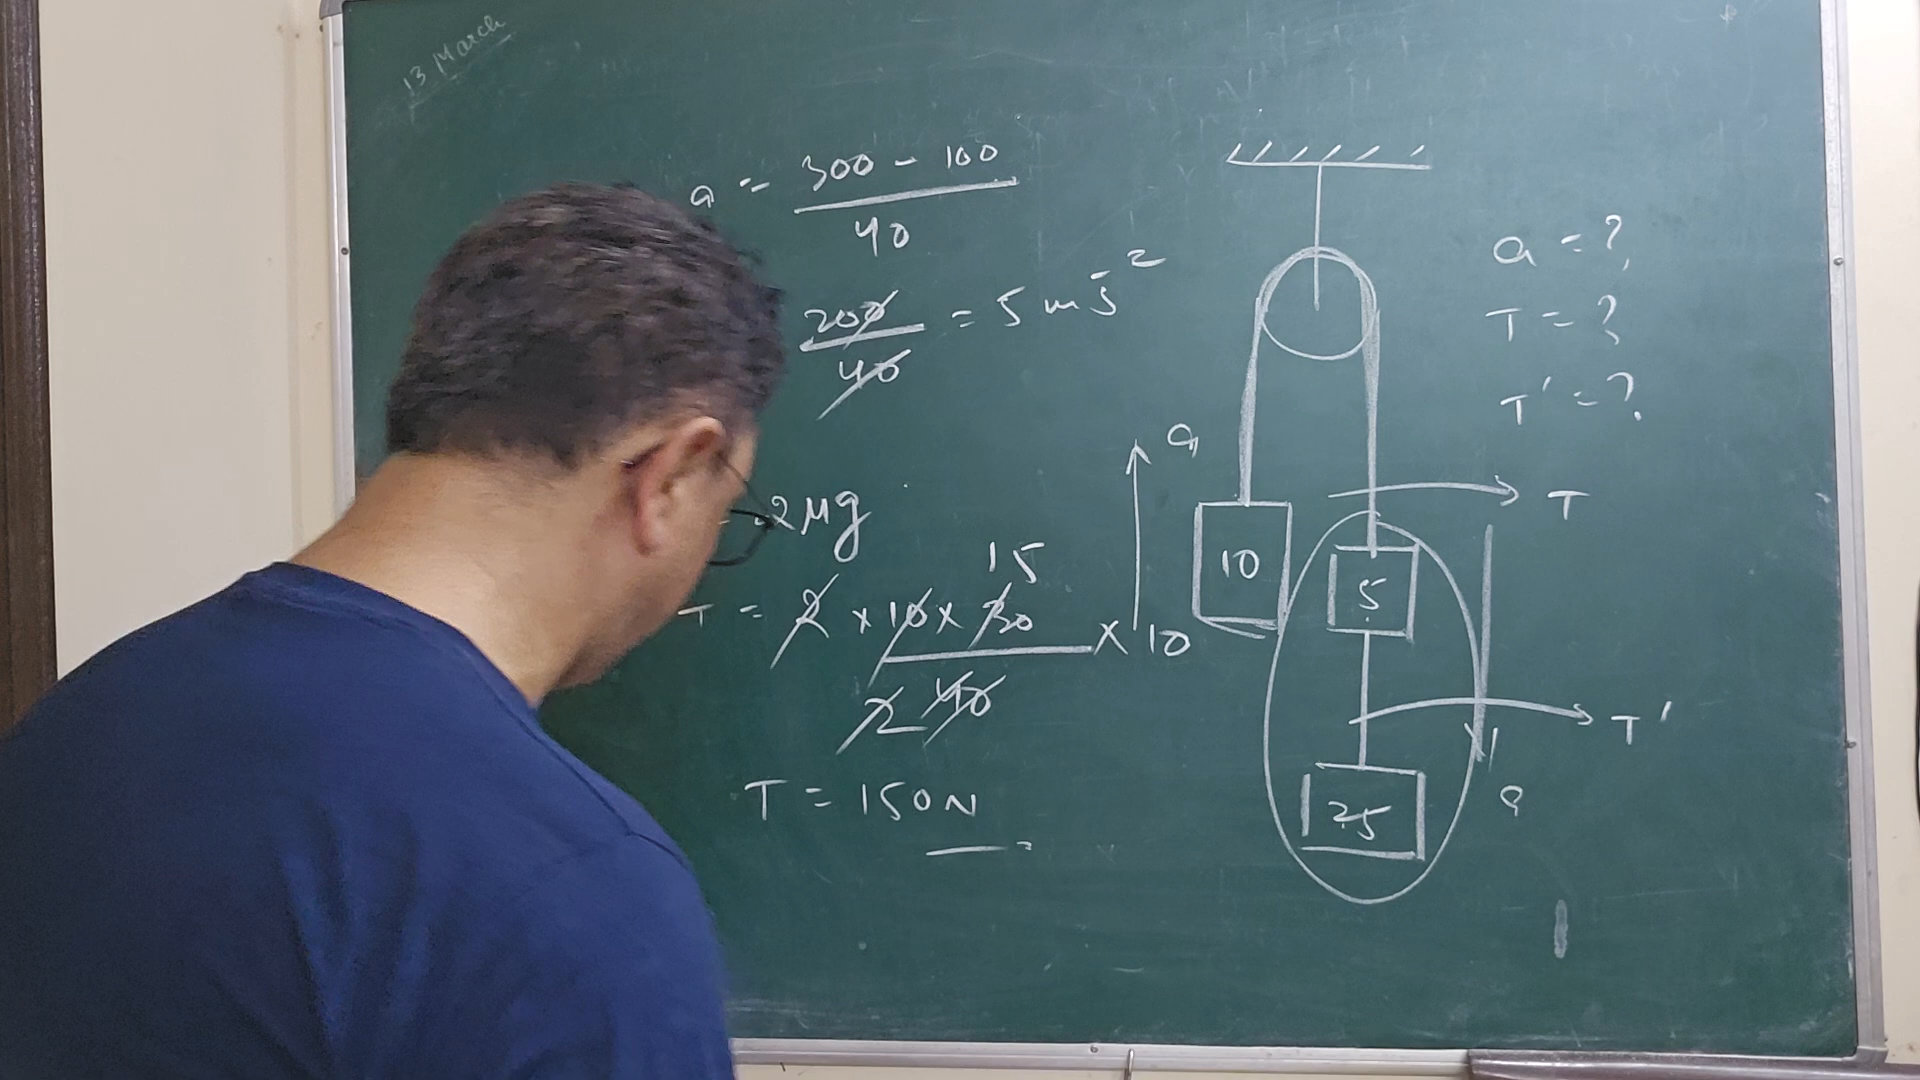 13 March
a = 300 - 100
40
200
40
= 5 ms-2
2μg
T = 2 x 10 x 30 x 10
15
2 40
T = 150N
a = ?
T = ?
T' = ?
a
T
10
5
T'
25
a